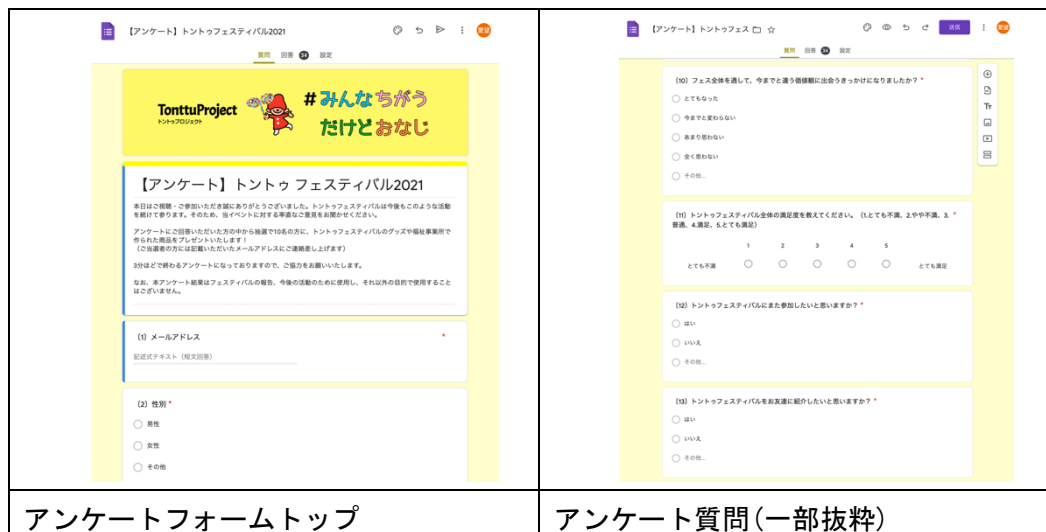 【アンケート】トントゥフェスティバル2021
愛望
質問 回答 34 設定
TonttuProject
トントゥプロジェクト
#みんなちがう
だけどおなじ
【アンケート】トントゥ フェスティバル2021
本日はご視聴・ご参加いただき誠にありがとうございました。トントゥフェスティバルは今後もこのような活動
を続けて参ります。そのため、当イベントに対する率直なご意見をお聞かせください。
アンケートにご回答いただいた方の中から抽選で10名の方に、トントゥフェスティバルのグッズや福祉事業所で
作られた商品をプレゼントいたします！
（ご当選者の方には記載いただいたメールアドレスにご連絡差し上げます）
3分ほどで終わるアンケートになっておりますので、ご協力をお願いいたします。
なお、本アンケート結果はフェスティバルの報告、今後の活動のために使用し、それ以外の目的で使用すること
はございません。
(1) メールアドレス *
記述式テキスト（短文回答）
(2) 性別 *
男性
女性
その他
アンケートフォームトップ
【アンケート】トントゥフェス
送信
愛望
質問 回答 34 設定
(10) フェス全体を通して、今までと違う価値観に出会うきっかけになりましたか？ *
とてもなった
今までと変わらない
あまり思わない
全く思わない
その他...
Tт
(11) トントゥフェスティバル全体の満足度を教えてください。（1.とても不満、2.やや不満、3. *
普通、4.満足、5.とても満足）
1 2 3 4 5
とても不満 とても満足
(12) トントゥフェスティバルにまた参加したいと思いますか？ *
はい
いいえ
その他...
(13) トントゥフェスティバルをお友達に紹介したいと思いますか？ *
はい
いいえ
その他...
アンケート質問(一部抜粋)